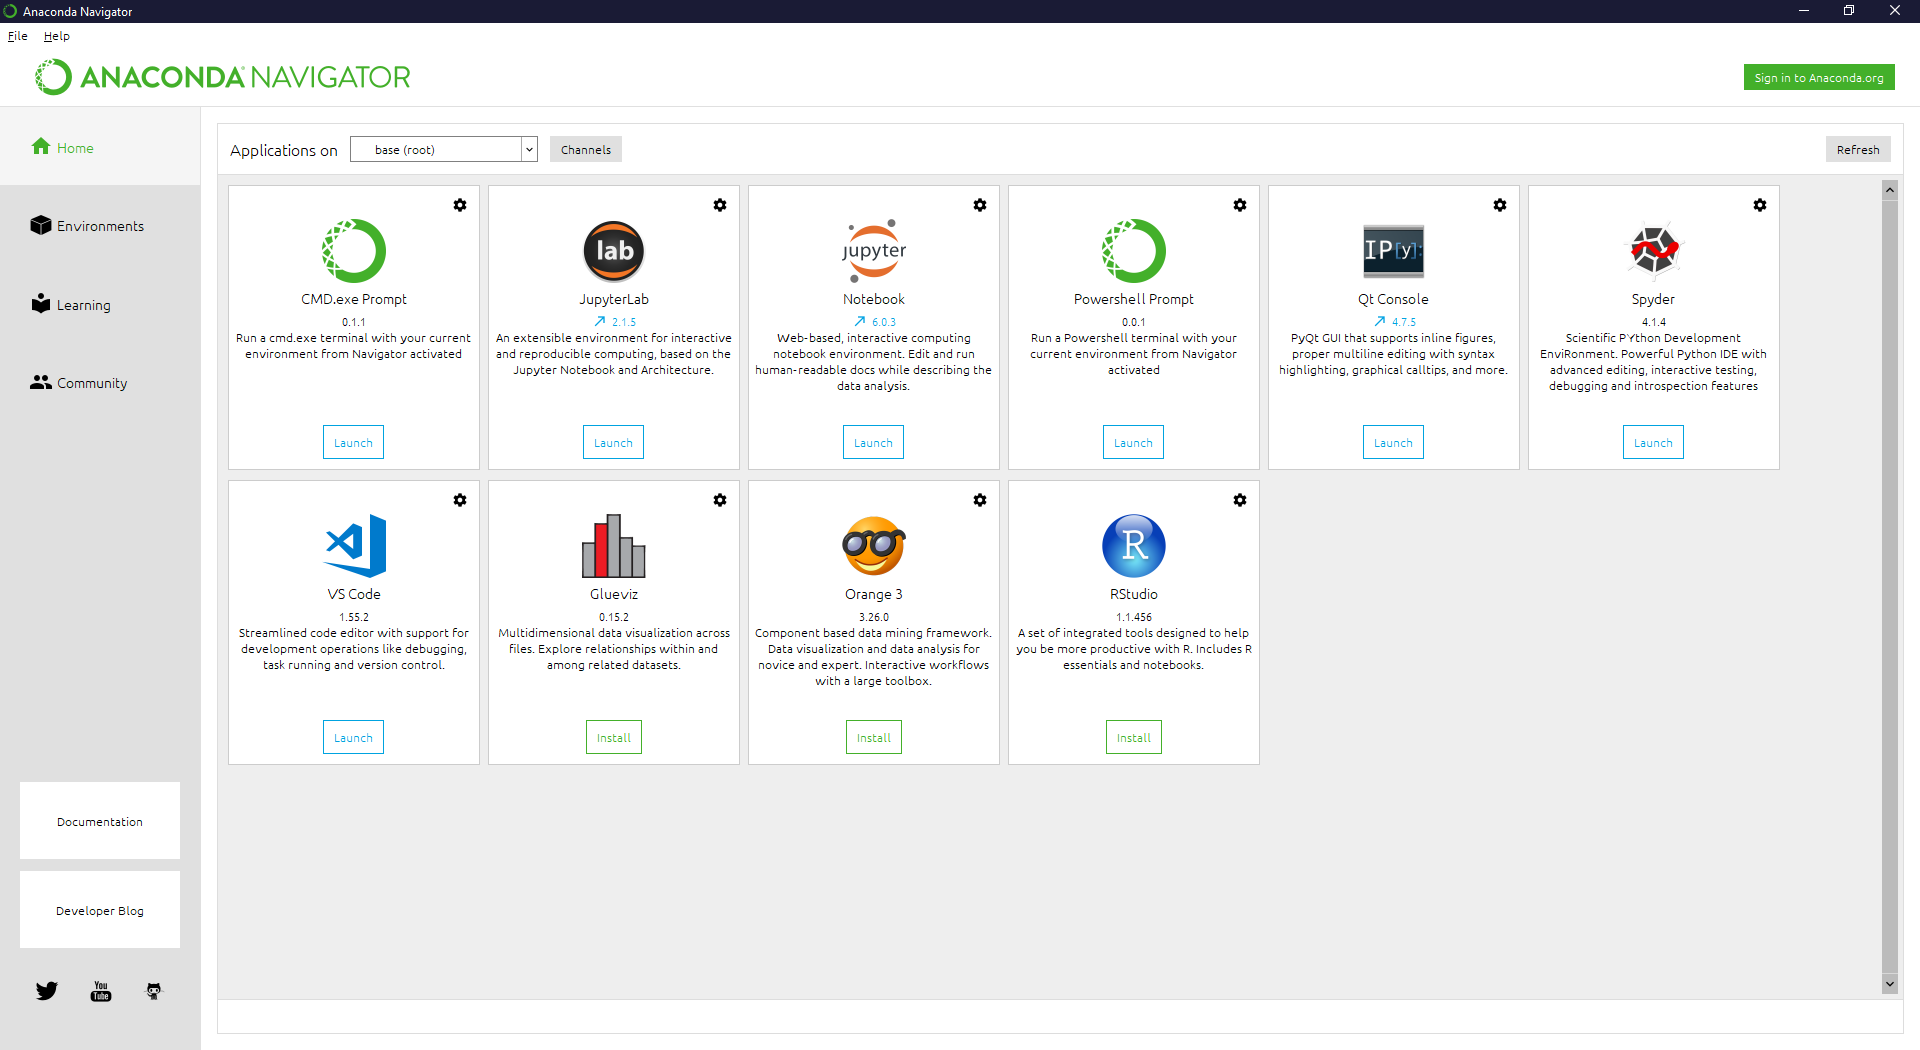 Anaconda Navigator
File Help
ANACONDA NAVIGATOR
Sign in to Anaconda.org
Home
Environments
Learning
Community
Documentation
Developer Blog
You
Tube
Applications on base (root) Channels Refresh
CMD.exe Prompt
0.1.1
Run a cmd.exe terminal with your current
environment from Navigator activated
Launch
lab
JupyterLab
2.1.5
An extensible environment for interactive
and reproducible computing, based on the
Jupyter Notebook and Architecture.
Launch
jupyter
Notebook
6.0.3
Web-based, interactive computing
notebook environment. Edit and run
human-readable docs while describing the
data analysis.
Launch
Powershell Prompt
0.0.1
Run a Powershell terminal with your
current environment from Navigator
activated
Launch
IP[y]:
Qt Console
4.7.5
PyQt GUI that supports inline figures,
proper multiline editing with syntax
highlighting, graphical calltips, and more.
Launch
Spyder
4.1.4
Scientific PYthon Development
EnviRonment. Powerful Python IDE with
advanced editing, interactive testing,
debugging and introspection features
Launch
VS Code
1.55.2
Streamlined code editor with support for
development operations like debugging,
task running and version control.
Launch
Glueviz
0.15.2
Multidimensional data visualization across
files. Explore relationships within and
among related datasets.
Install
Orange 3
3.26.0
Component based data mining framework.
Data visualization and data analysis for
novice and expert. Interactive workflows
with a large toolbox.
Install
R
RStudio
1.1.456
A set of integrated tools designed to help
you be more productive with R. Includes R
essentials and notebooks.
Install